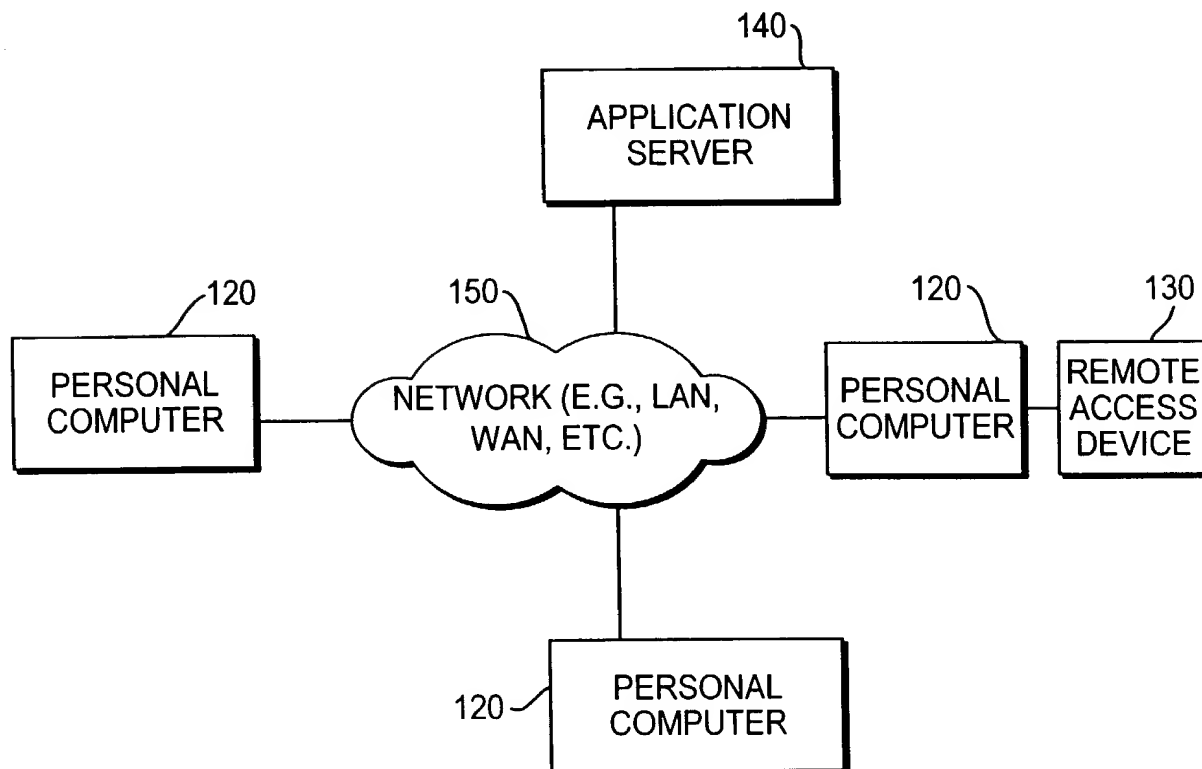 140
APPLICATION
SERVER
120
PERSONAL
COMPUTER
150
NETWORK (E.G., LAN,
WAN, ETC.)
120
PERSONAL
COMPUTER
130
REMOTE
ACCESS
DEVICE
120
PERSONAL
COMPUTER